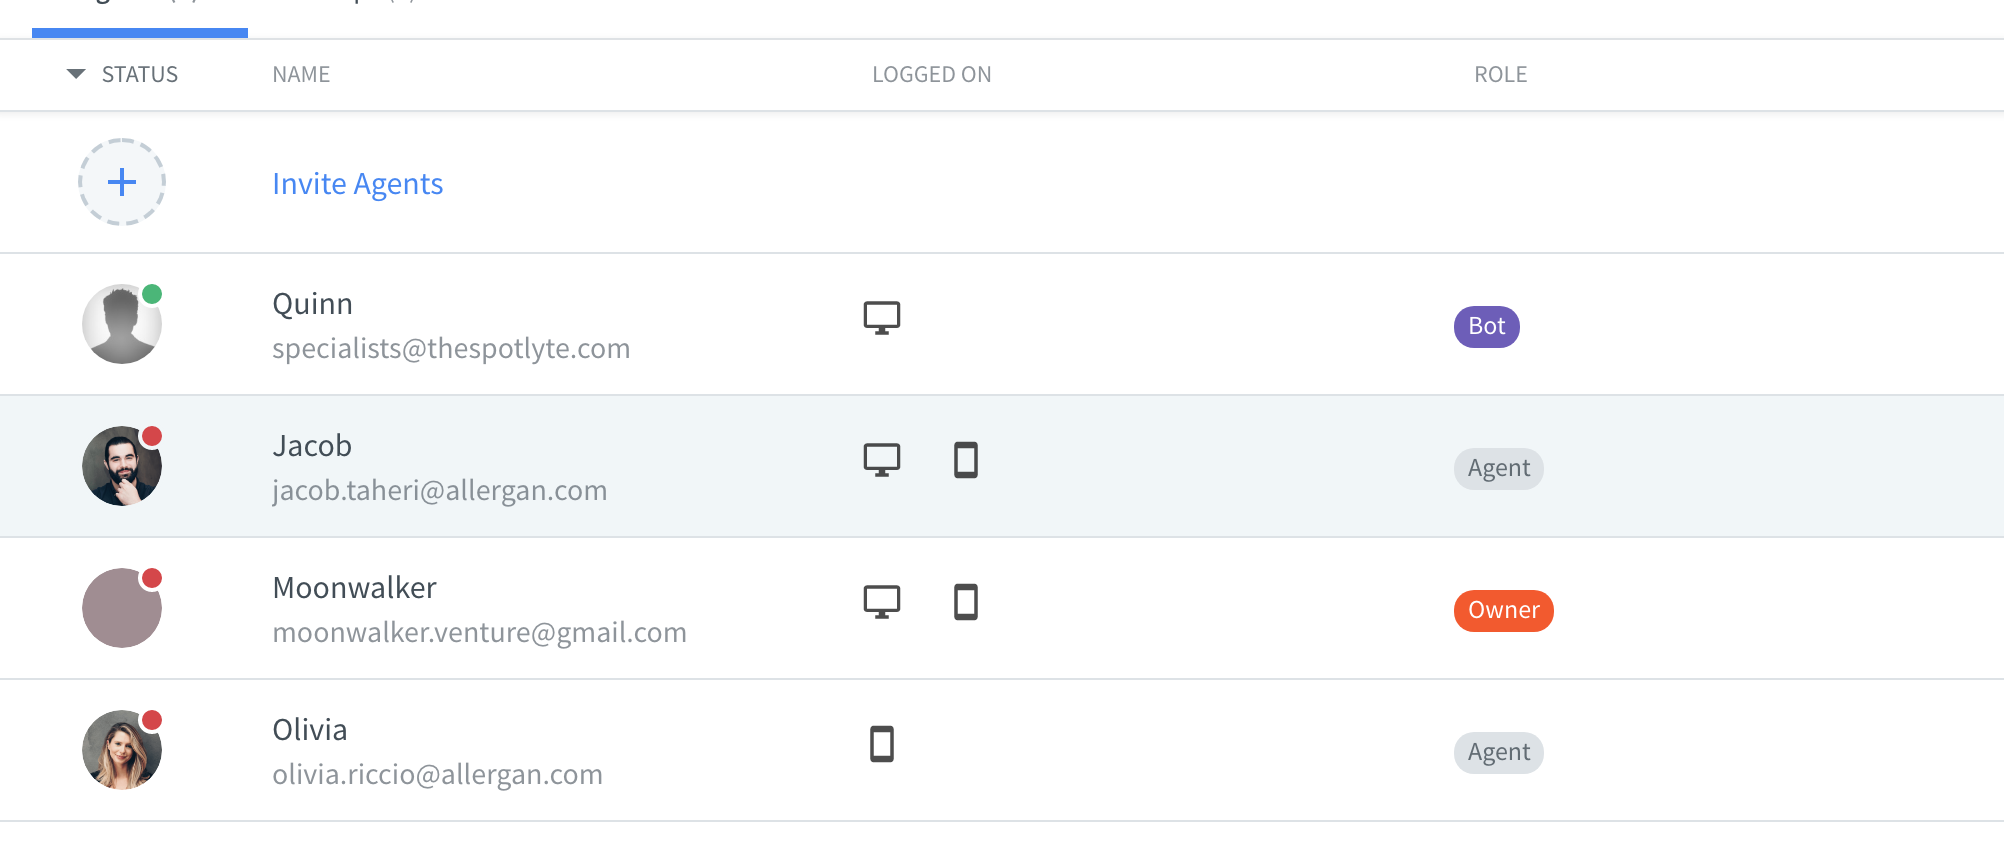 STATUS NAME LOGGED ON ROLE
Invite Agents
Quinn
specialists@thespotlyte.com
Bot
Jacob
jacob.taheri@allergan.com
Agent
Moonwalker
moonwalker.venture@gmail.com
Owner
Olivia
olivia.riccio@allergan.com
Agent